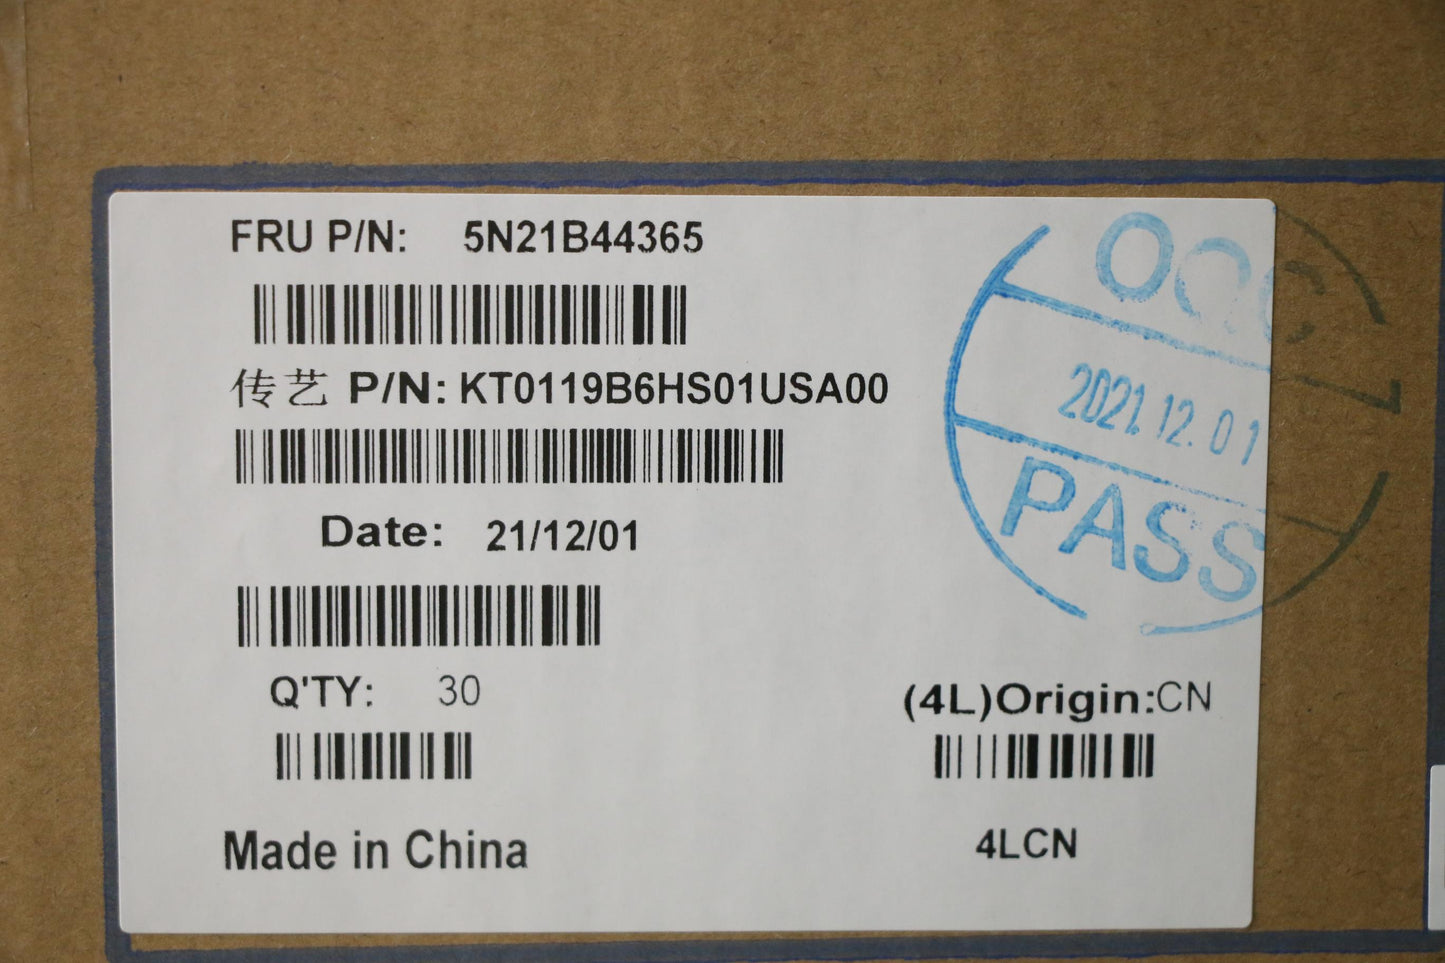 FRU P/N: 5N21B44365
传艺 P/N: KT0119B6HS01USA00
Date: 21/12/01
Q'TY: 30
(4L)Origin:CN
4LCN
Made in China
2021.12.01
PASS